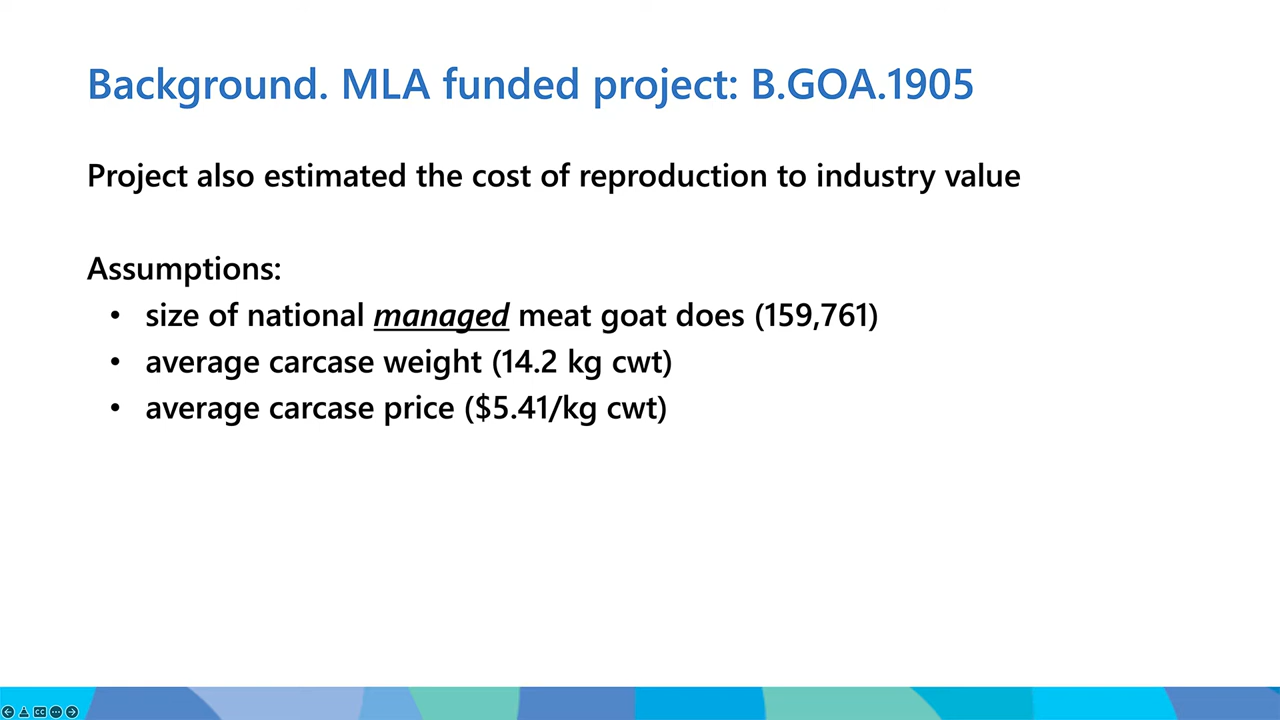 Background. MLA funded project: B.GOA.1905
Project also estimated the cost of reproduction to industry value
Assumptions:
• size of national managed meat goat does (159,761)
• average carcase weight (14.2 kg cwt)
• average carcase price ($5.41/kg cwt)
CC